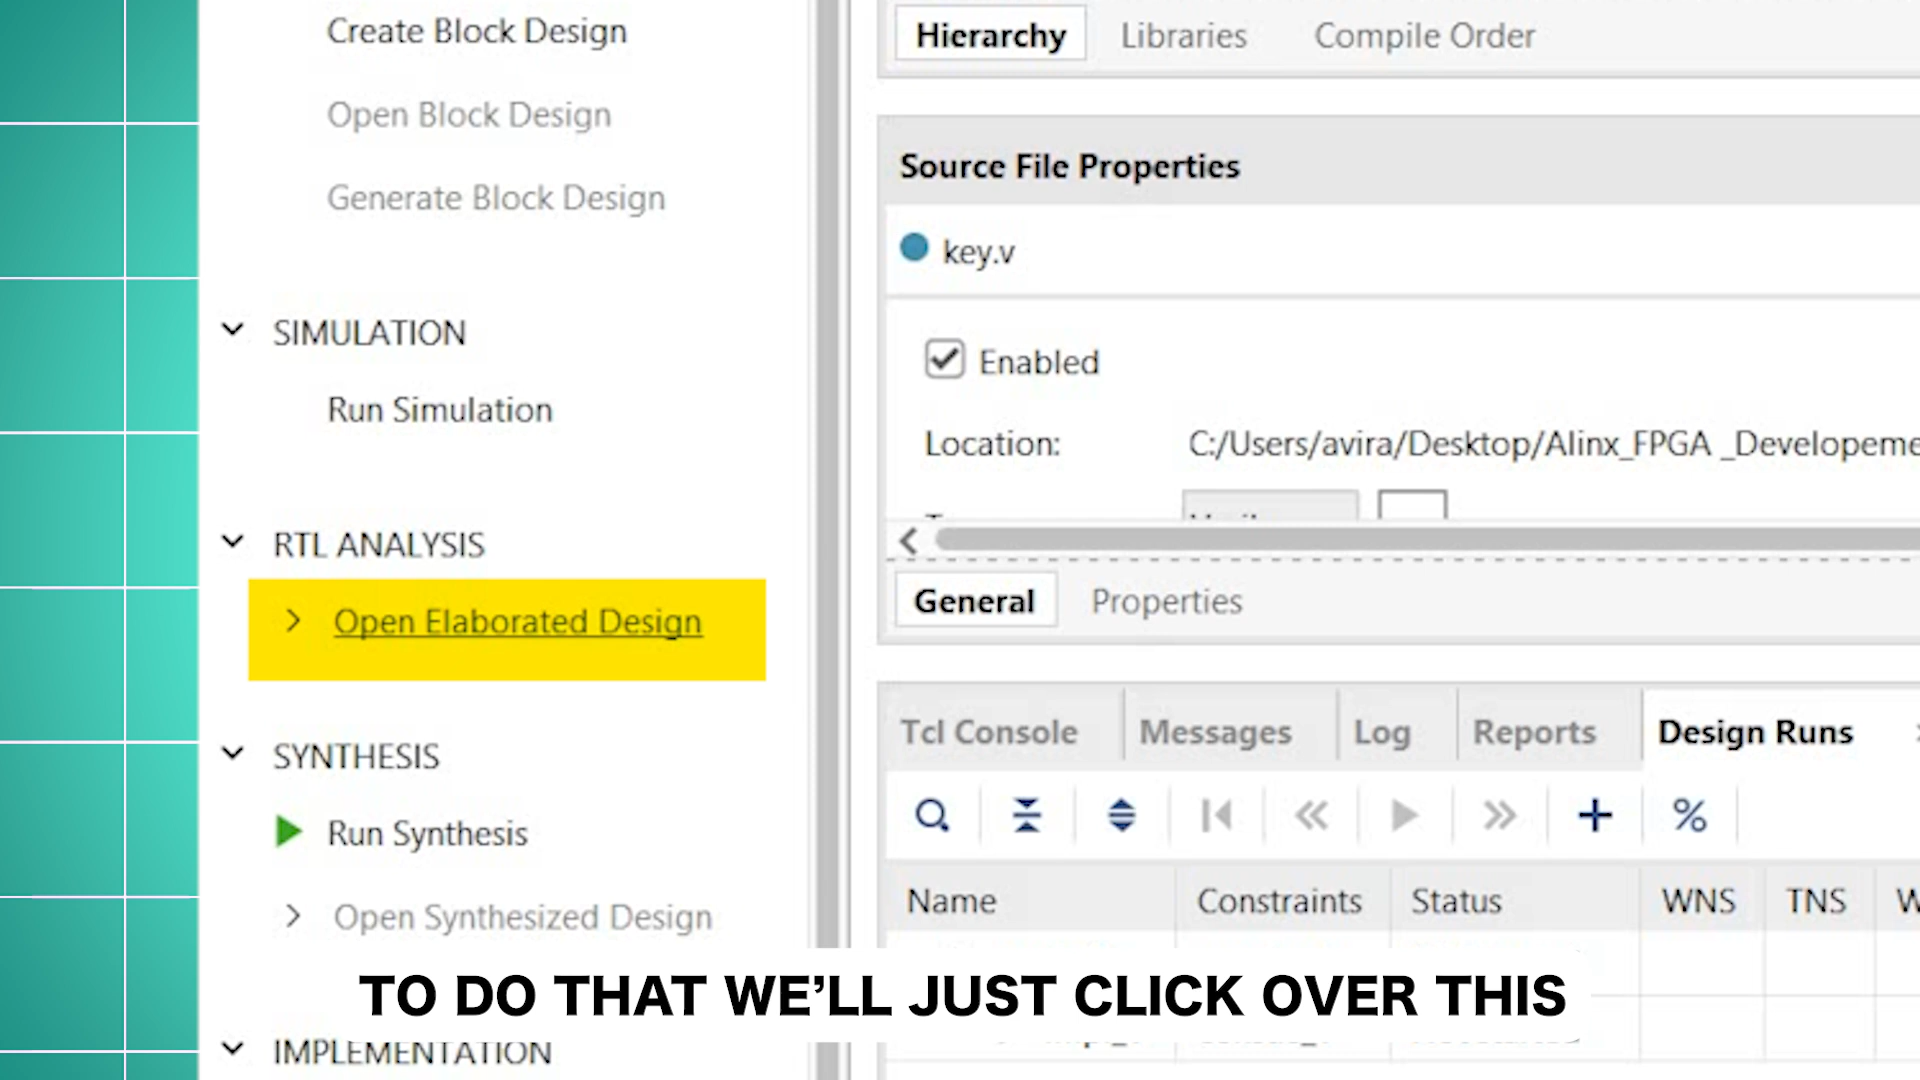 Create Block Design
Open Block Design
Generate Block Design
SIMULATION
Run Simulation
RTL ANALYSIS
Open Elaborated Design
SYNTHESIS
Run Synthesis
Open Synthesized Design
IMPLEMENTATION
Hierarchy Libraries Compile Order
Source File Properties
key.v
Enabled
Location: C:/Users/avira/Desktop/Alinx_FPGA _Developeme
General Properties
Tcl Console Messages Log Reports Design Runs
Name Constraints Status WNS TNS W
TO DO THAT WE’LL JUST CLICK OVER THIS